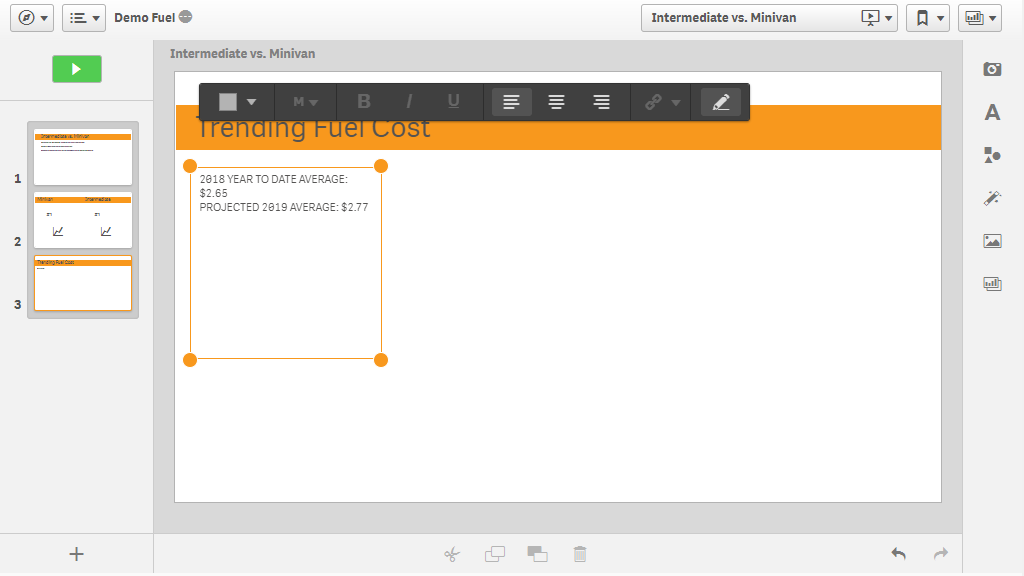 Demo Fuel
Intermediate vs. Minivan
Intermediate vs. Minivan
M B I U
Trending Fuel Cost
2018 YEAR TO DATE AVERAGE:
$2.65
PROJECTED 2019 AVERAGE: $2.77
1
Intermediate vs. Minivan
2
Minivan Intermediate
3
Trending Fuel Cost
A